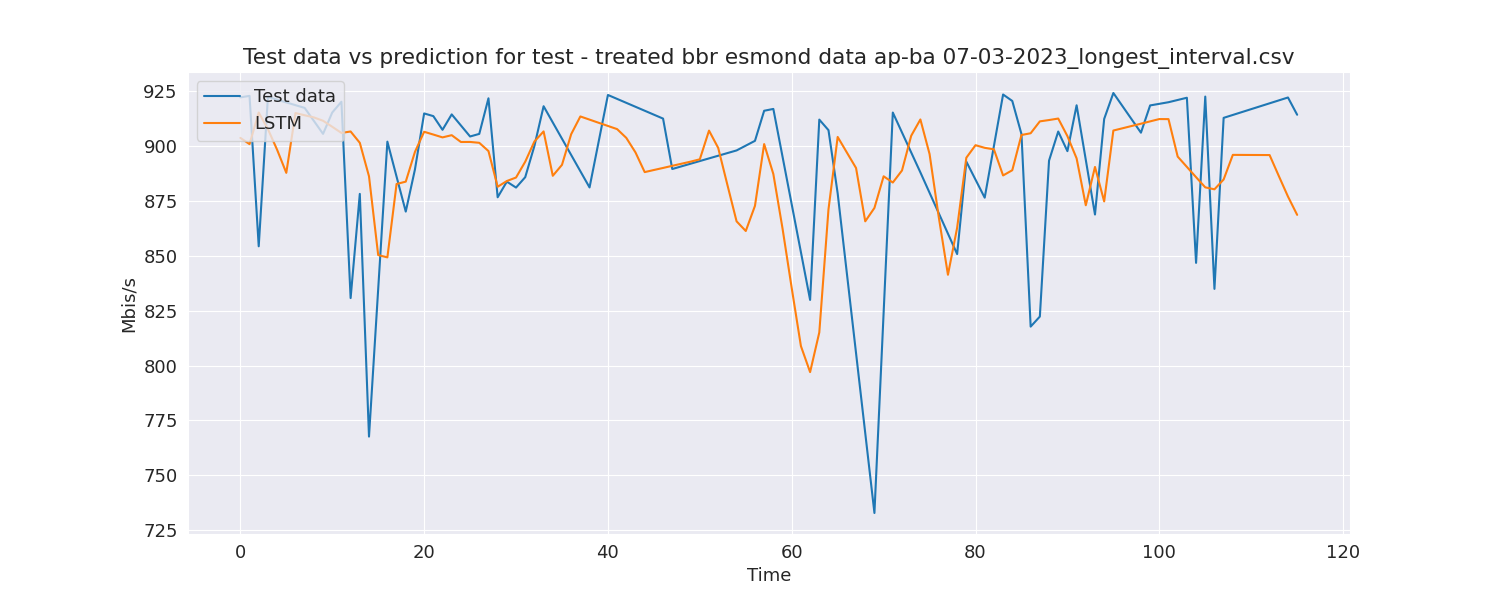 Test data vs prediction for test - treated bbr esmond data ap-ba 07-03-2023_longest_interval.csv
Test data
LSTM
925
900
875
850
825
800
775
750
725
Mbis/s
0 20 40 60 80 100 120
Time